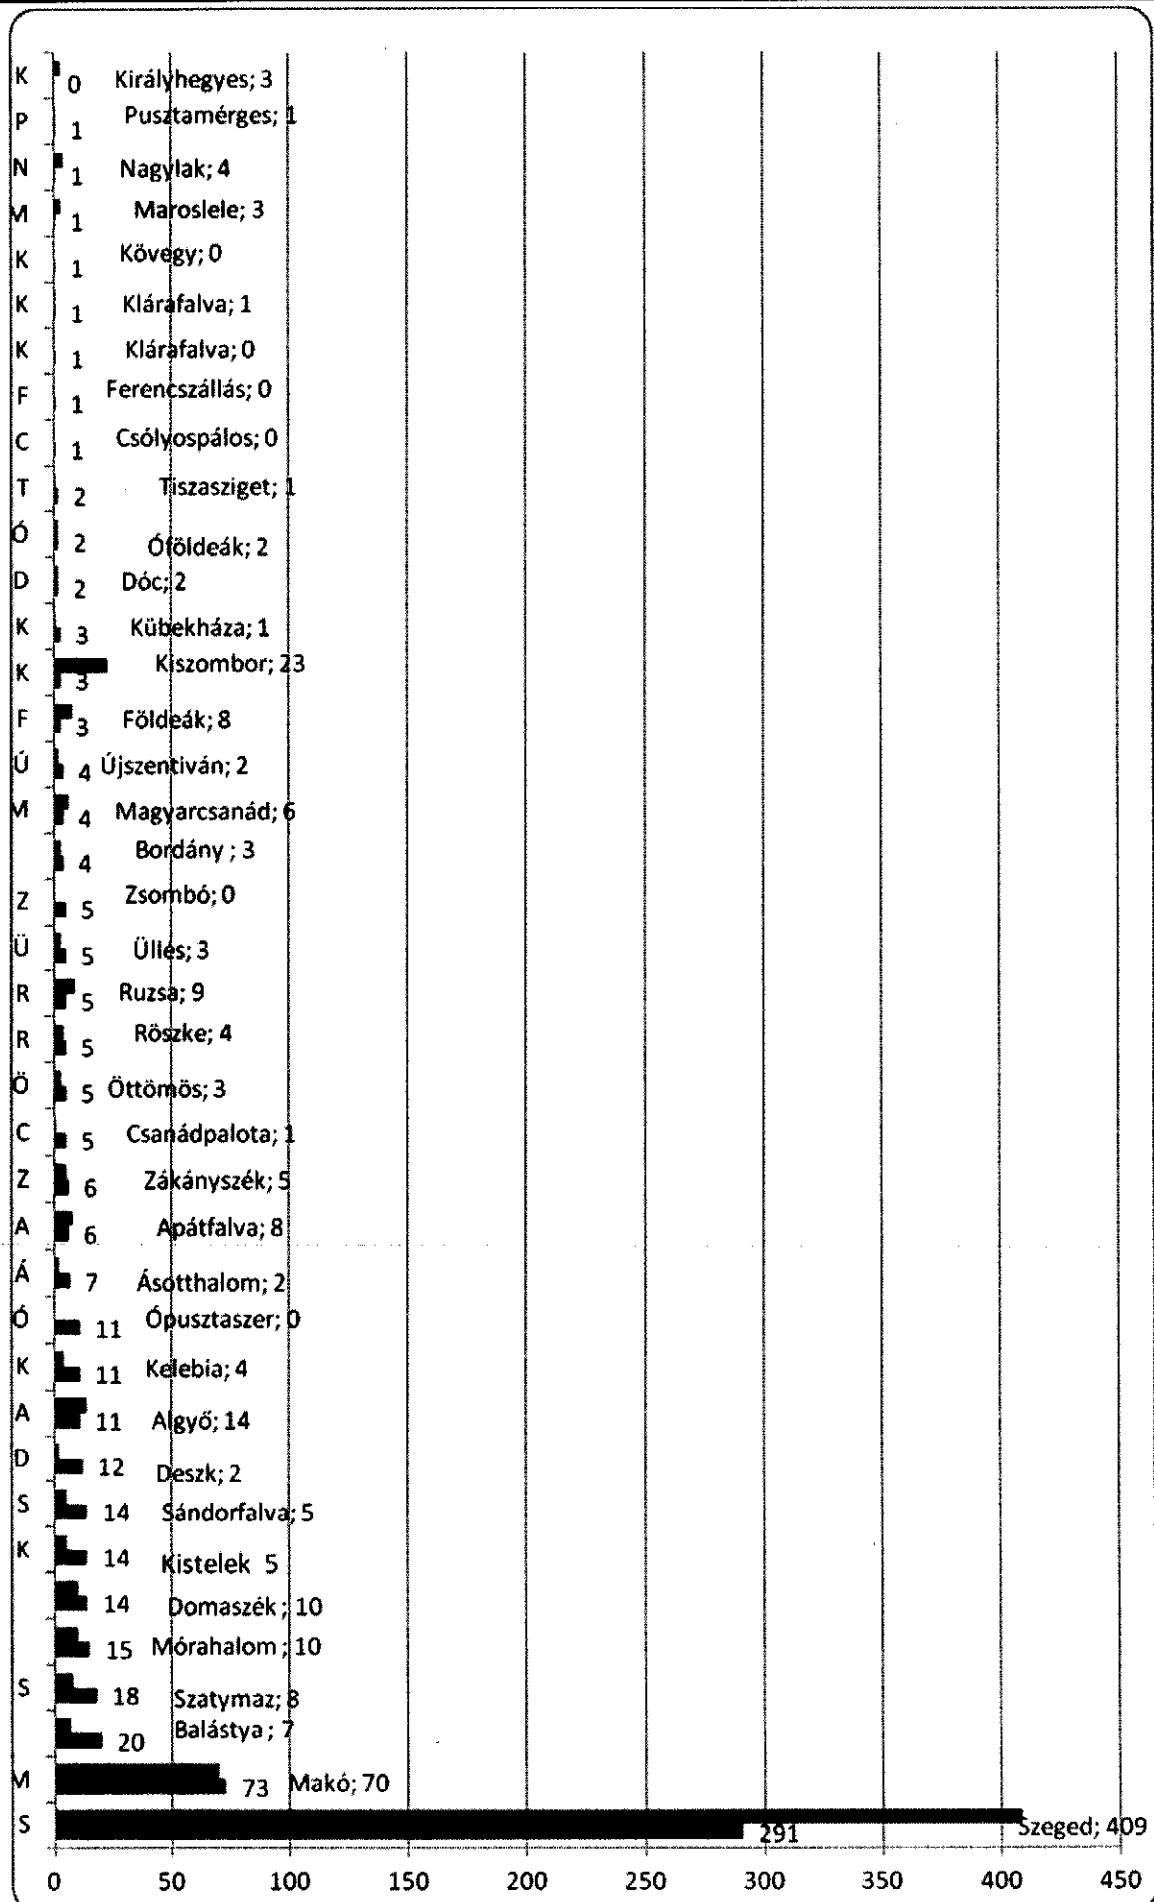 K 0 Királyhegyes; 3
P 1 Pusztamérges; 1
N 1 Nagylak; 4
M 1 Maroslele; 3
K 1 Kövegy; 0
K 1 Klárafalva; 1
K 1 Klárafalva; 0
F 1 Ferencszállás; 0
C 1 Csólyospálos; 0
T 2 Tiszasziget; 1
Ó 2 Óföldeák; 2
D 2 Dóc; 2
K 3 Kübekháza; 1
K 3 Kiszombor; 23
F 3 Földeák; 8
Ú 4 Újszentiván; 2
M 4 Magyarcsanád; 6
4 Bordány ; 3
Z 5 Zsombó; 0
Ü 5 Üllés; 3
R 5 Ruzsa; 9
R 5 Röszke; 4
Ö 5 Öttömös; 3
C 5 Csanádpalota; 1
Z 6 Zákányszék; 5
A 6 Apátfalva; 8
Á 7 Ásotthalom; 2
Ó 11 Ópusztaszer; 0
K 11 Kelebia; 4
A 11 Algyő; 14
D 12 Deszk; 2
S 14 Sándorfalva; 5
K 14 Kistelek 5
14 Domaszék ; 10
15 Mórahalom ; 10
S 18 Szatymaz; 8
20 Balástya ; 7
M 73 Makó; 70
S 291 Szeged; 409
0 50 100 150 200 250 300 350 400 450